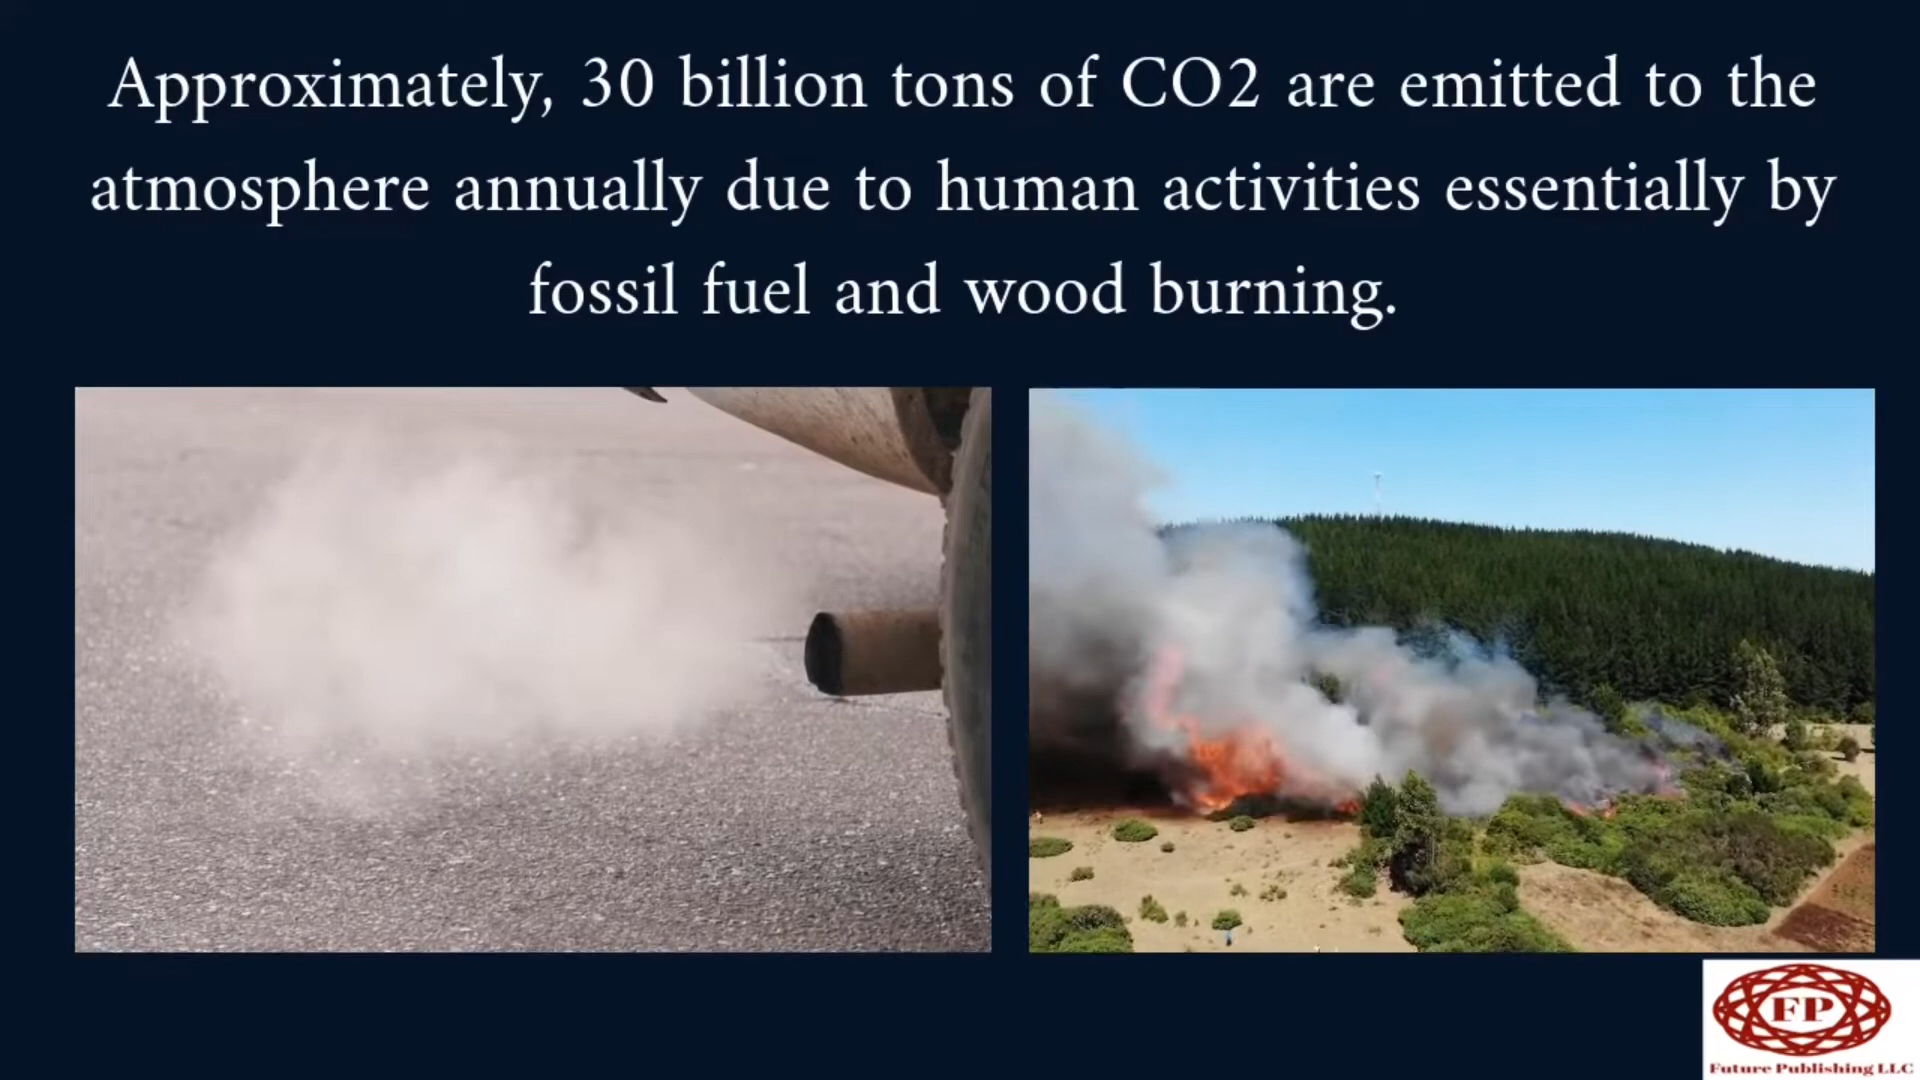 Approximately, 30 billion tons of CO2 are emitted to the
atmosphere annually due to human activities essentially by
fossil fuel and wood burning.
FP
Future Publishing LLC